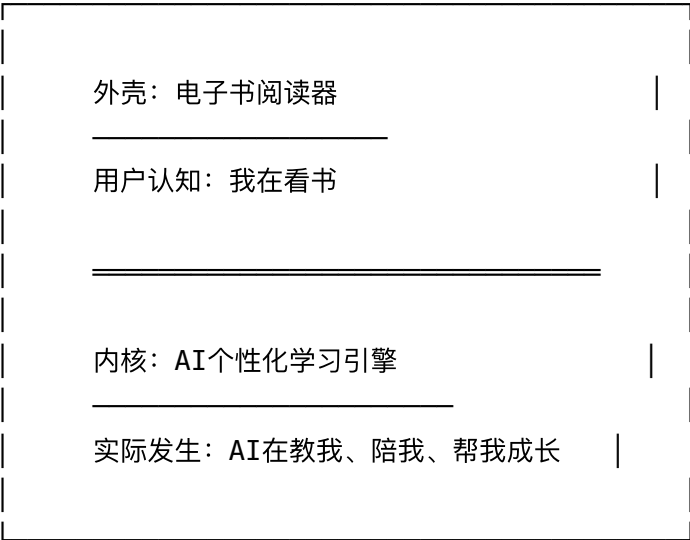 外壳：电子书阅读器
用户认知：我在看书
内核：AI个性化学习引擎
实际发生：AI在教我、陪我、帮我成长